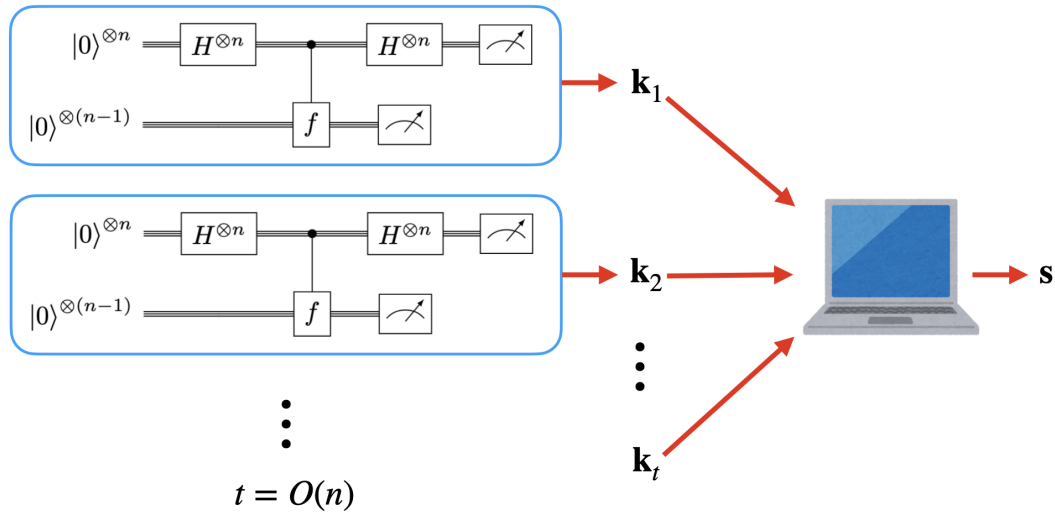 |0⟩^{⊗n} H^{⊗n} H^{⊗n}
|0⟩^{⊗(n−1)} f
k_1
|0⟩^{⊗n} H^{⊗n} H^{⊗n}
|0⟩^{⊗(n−1)} f
k_2
s
⋮
⋮
k_t
t = O(n)